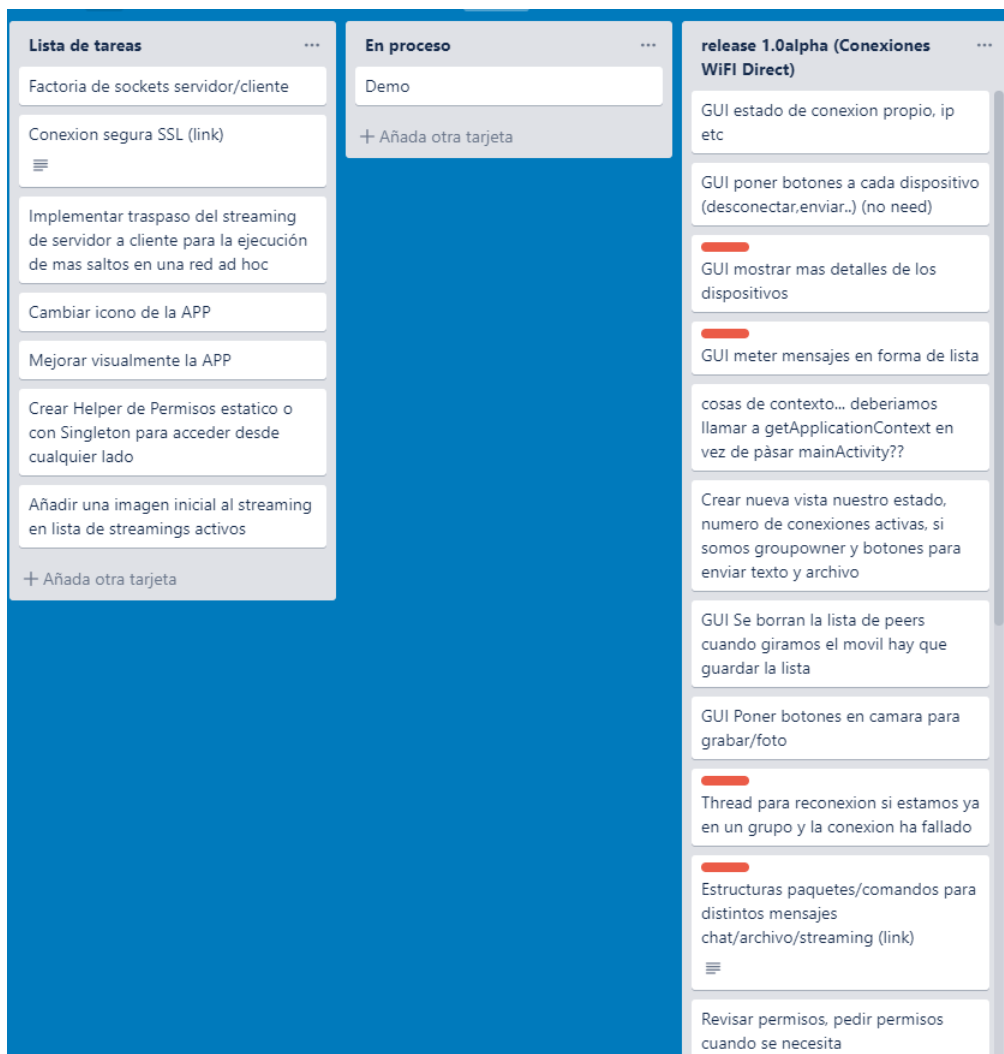 Lista de tareas
Factoria de sockets servidor/cliente
Conexion segura SSL (link)
Implementar traspaso del streaming
de servidor a cliente para la ejecución
de mas saltos en una red ad hoc
Cambiar icono de la APP
Mejorar visualmente la APP
Crear Helper de Permisos estatico o
con Singleton para acceder desde
cualquier lado
Añadir una imagen inicial al streaming
en lista de streamings activos
+ Añada otra tarjeta
En proceso
Demo
+ Añada otra tarjeta
release 1.0alpha (Conexiones
WiFI Direct)
GUI estado de conexion propio, ip
etc
GUI poner botones a cada dispositivo
(desconectar,enviar..) (no need)
GUI mostrar mas detalles de los
dispositivos
GUI meter mensajes en forma de lista
cosas de contexto... deberiamos
llamar a getApplicationContext en
vez de pàsar mainActivity??
Crear nueva vista nuestro estado,
numero de conexiones activas, si
somos groupowner y botones para
enviar texto y archivo
GUI Se borran la lista de peers
cuando giramos el movil hay que
guardar la lista
GUI Poner botones en camara para
grabar/foto
Thread para reconexion si estamos ya
en un grupo y la conexion ha fallado
Estructuras paquetes/comandos para
distintos mensajes
chat/archivo/streaming (link)
Revisar permisos, pedir permisos
cuando se necesita